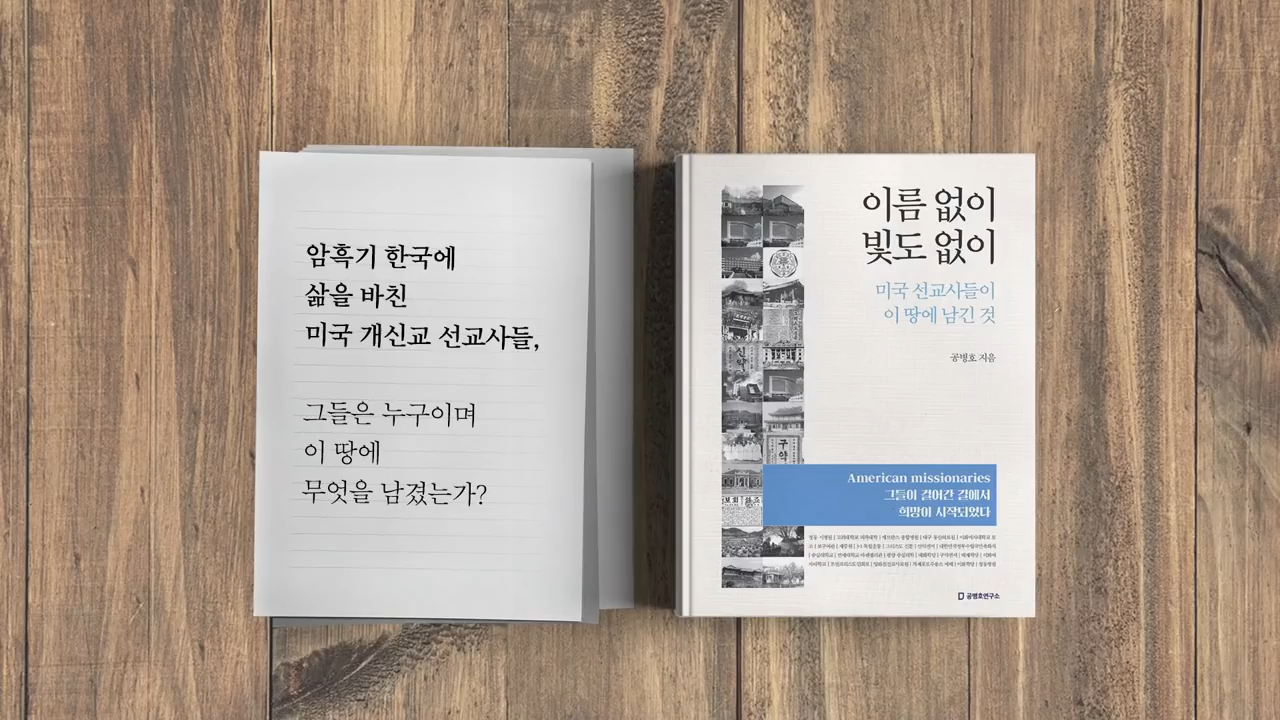 암흑기 한국에
삶을 바친
미국 개신교 선교사들,
그들은 누구이며
이 땅에
무엇을 남겼는가?
이름 없이
빛도 없이
미국 선교사들이
이 땅에 남긴 것
공병호 지음
신약
구약
American missionaries
그들이 걸어간 길에서
희망이 시작되었다
공병호연구소